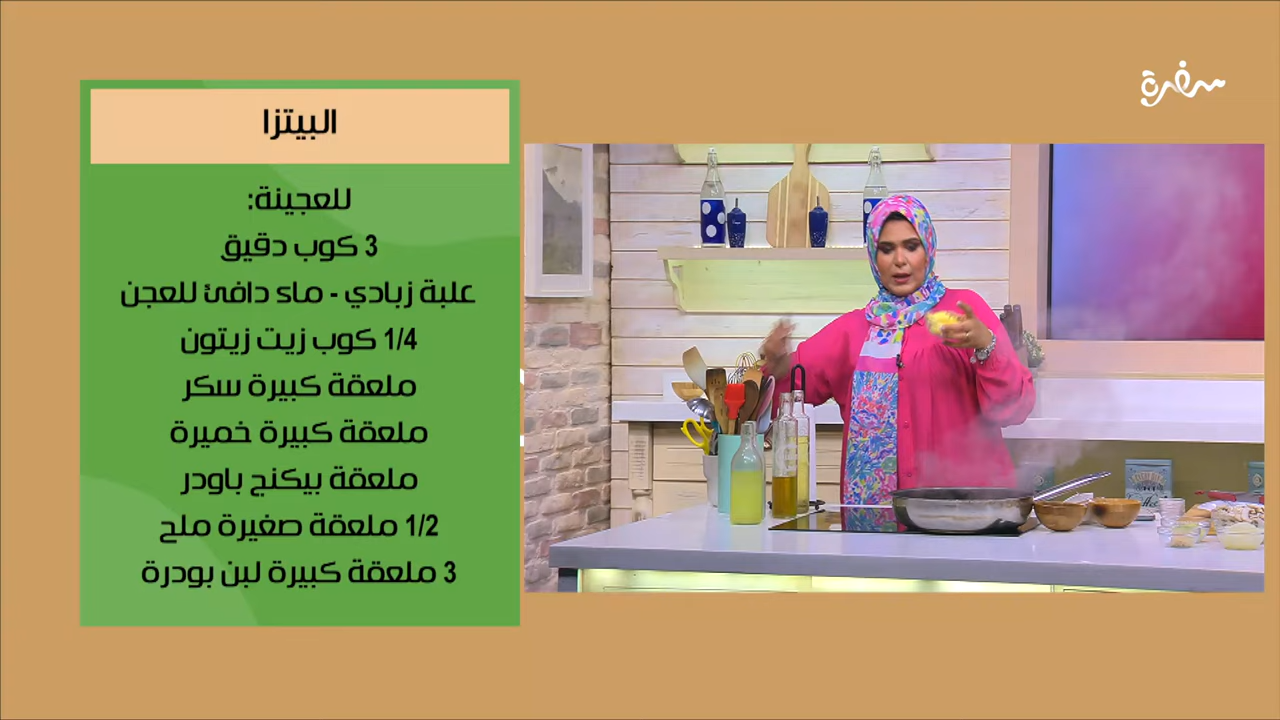 سفرة
البيتزا
للعجينة:
3 كوب دقيق
علبة زبادي - ماء دافئ للعجن
1/4 كوب زيت زيتون
ملعقة كبيرة سكر
ملعقة كبيرة خميرة
ملعقة بيكنج باودر
1/2 ملعقة صغيرة ملح
3 ملعقة كبيرة لبن بودرة